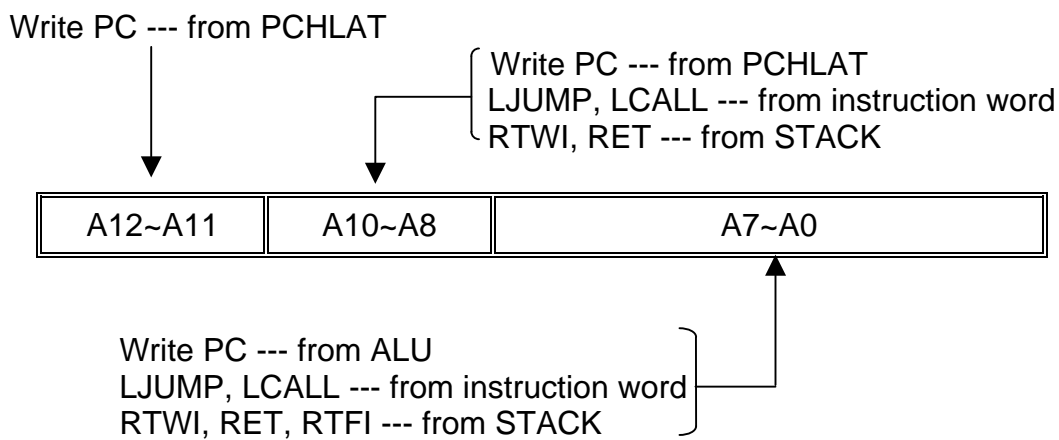 Write PC --- from PCHLAT
Write PC --- from PCHLAT
LJUMP, LCALL --- from instruction word
RTWI, RET --- from STACK
A12~A11 A10~A8 A7~A0
Write PC --- from ALU
LJUMP, LCALL --- from instruction word
RTWI, RET, RTFI --- from STACK